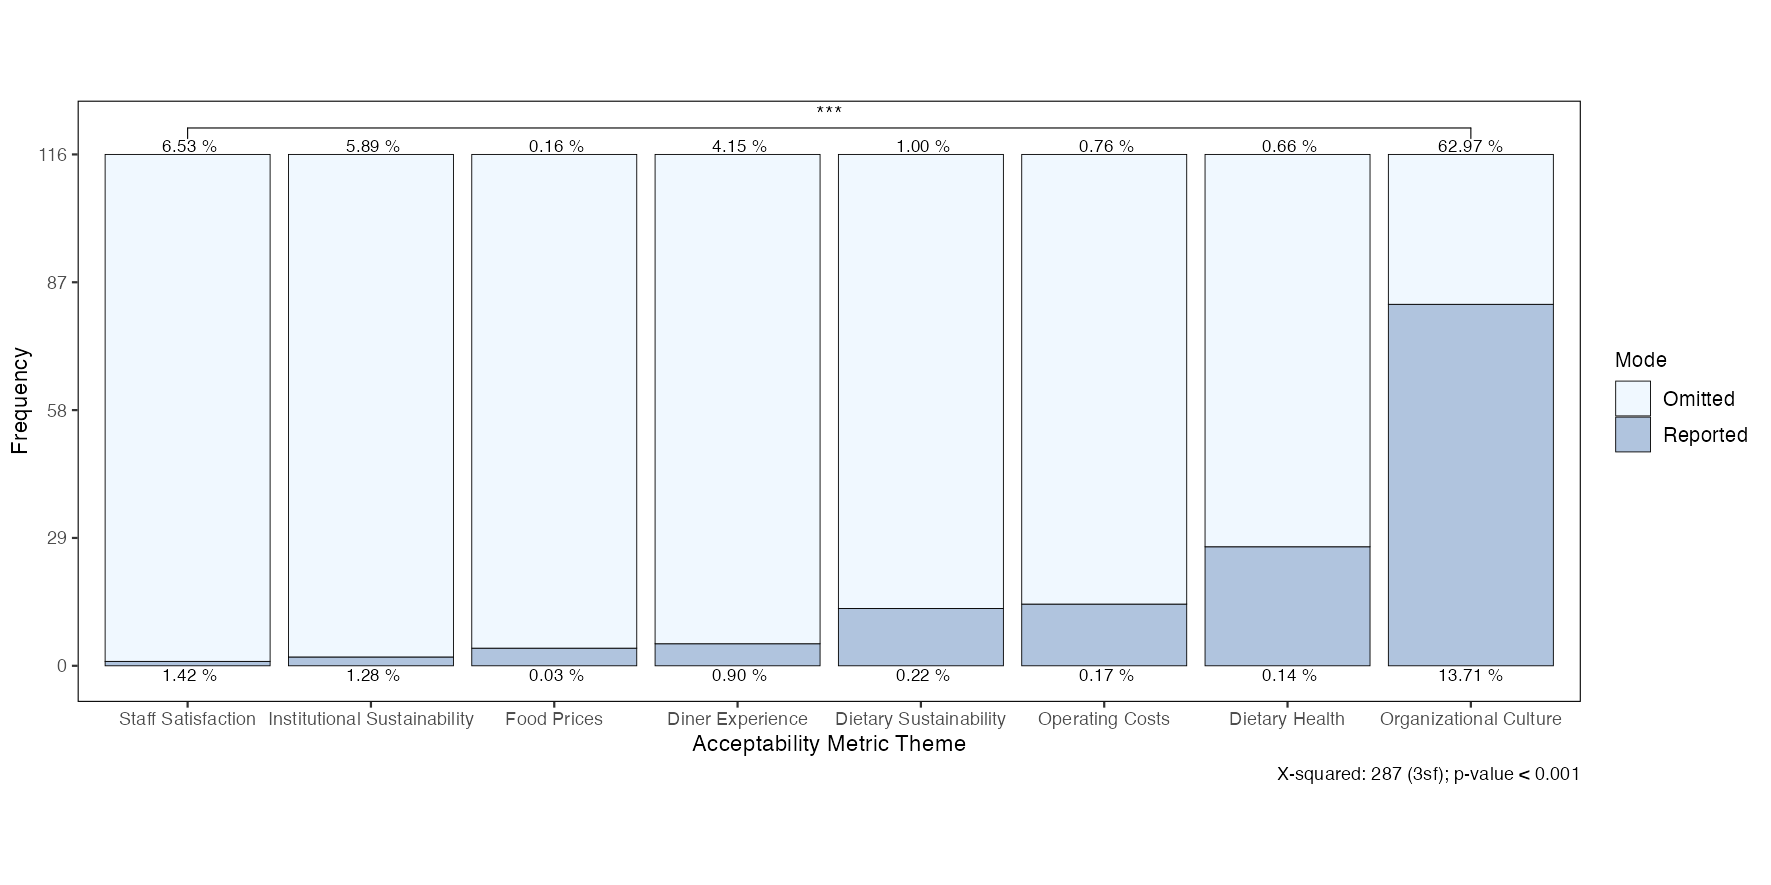 ***
6.53 % 5.89 % 0.16 % 4.15 % 1.00 % 0.76 % 0.66 % 62.97 %
116
87
58
29
0
Frequency
1.42 % 1.28 % 0.03 % 0.90 % 0.22 % 0.17 % 0.14 % 13.71 %
Staff Satisfaction Institutional Sustainability Food Prices Diner Experience Dietary Sustainability Operating Costs Dietary Health Organizational Culture
Acceptability Metric Theme
X-squared: 287 (3sf); p-value < 0.001
Mode
Omitted
Reported